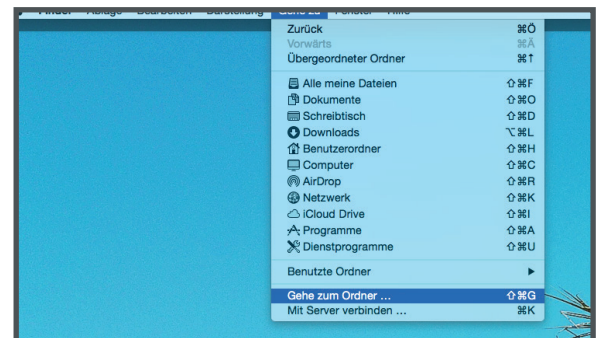 Finder Ablage Bearbeiten Darstellung Gehe zu Fenster Hilfe
Zurück ⌘Ö
Vorwärts ⌘Ä
Übergeordneter Ordner ⌘↑
Alle meine Dateien ⇧⌘F
Dokumente ⇧⌘O
Schreibtisch ⇧⌘D
Downloads ⌥⌘L
Benutzerordner ⇧⌘H
Computer ⇧⌘C
AirDrop ⇧⌘R
Netzwerk ⇧⌘K
iCloud Drive ⇧⌘I
Programme ⇧⌘A
Dienstprogramme ⇧⌘U
Benutzte Ordner ▶
Gehe zum Ordner ... ⇧⌘G
Mit Server verbinden ... ⌘K